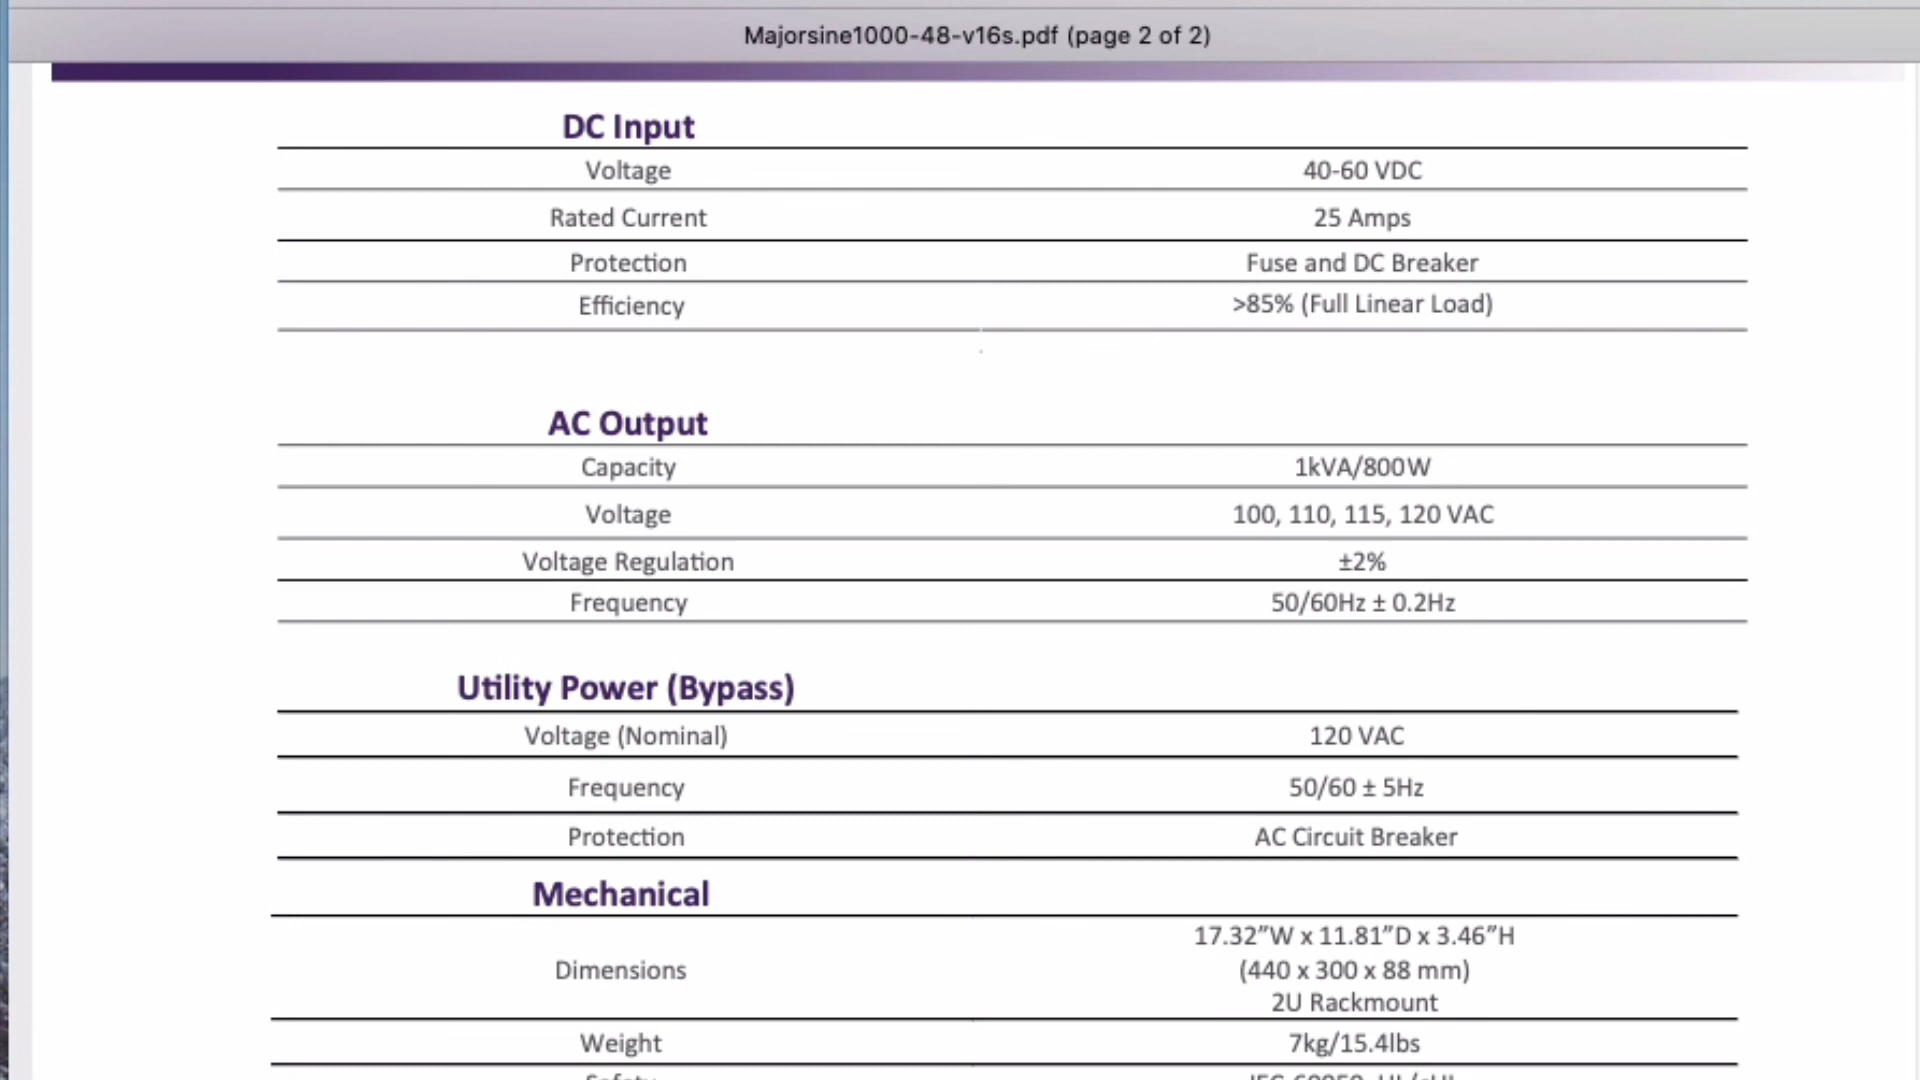 Majorsine1000-48-v16s.pdf (page 2 of 2)
DC Input
Voltage 40-60 VDC
Rated Current 25 Amps
Protection Fuse and DC Breaker
Efficiency >85% (Full Linear Load)
AC Output
Capacity 1kVA/800W
Voltage 100, 110, 115, 120 VAC
Voltage Regulation ±2%
Frequency 50/60Hz ± 0.2Hz
Utility Power (Bypass)
Voltage (Nominal) 120 VAC
Frequency 50/60 ± 5Hz
Protection AC Circuit Breaker
Mechanical
Dimensions 17.32”W x 11.81”D x 3.46”H
(440 x 300 x 88 mm)
2U Rackmount
Weight 7kg/15.4lbs